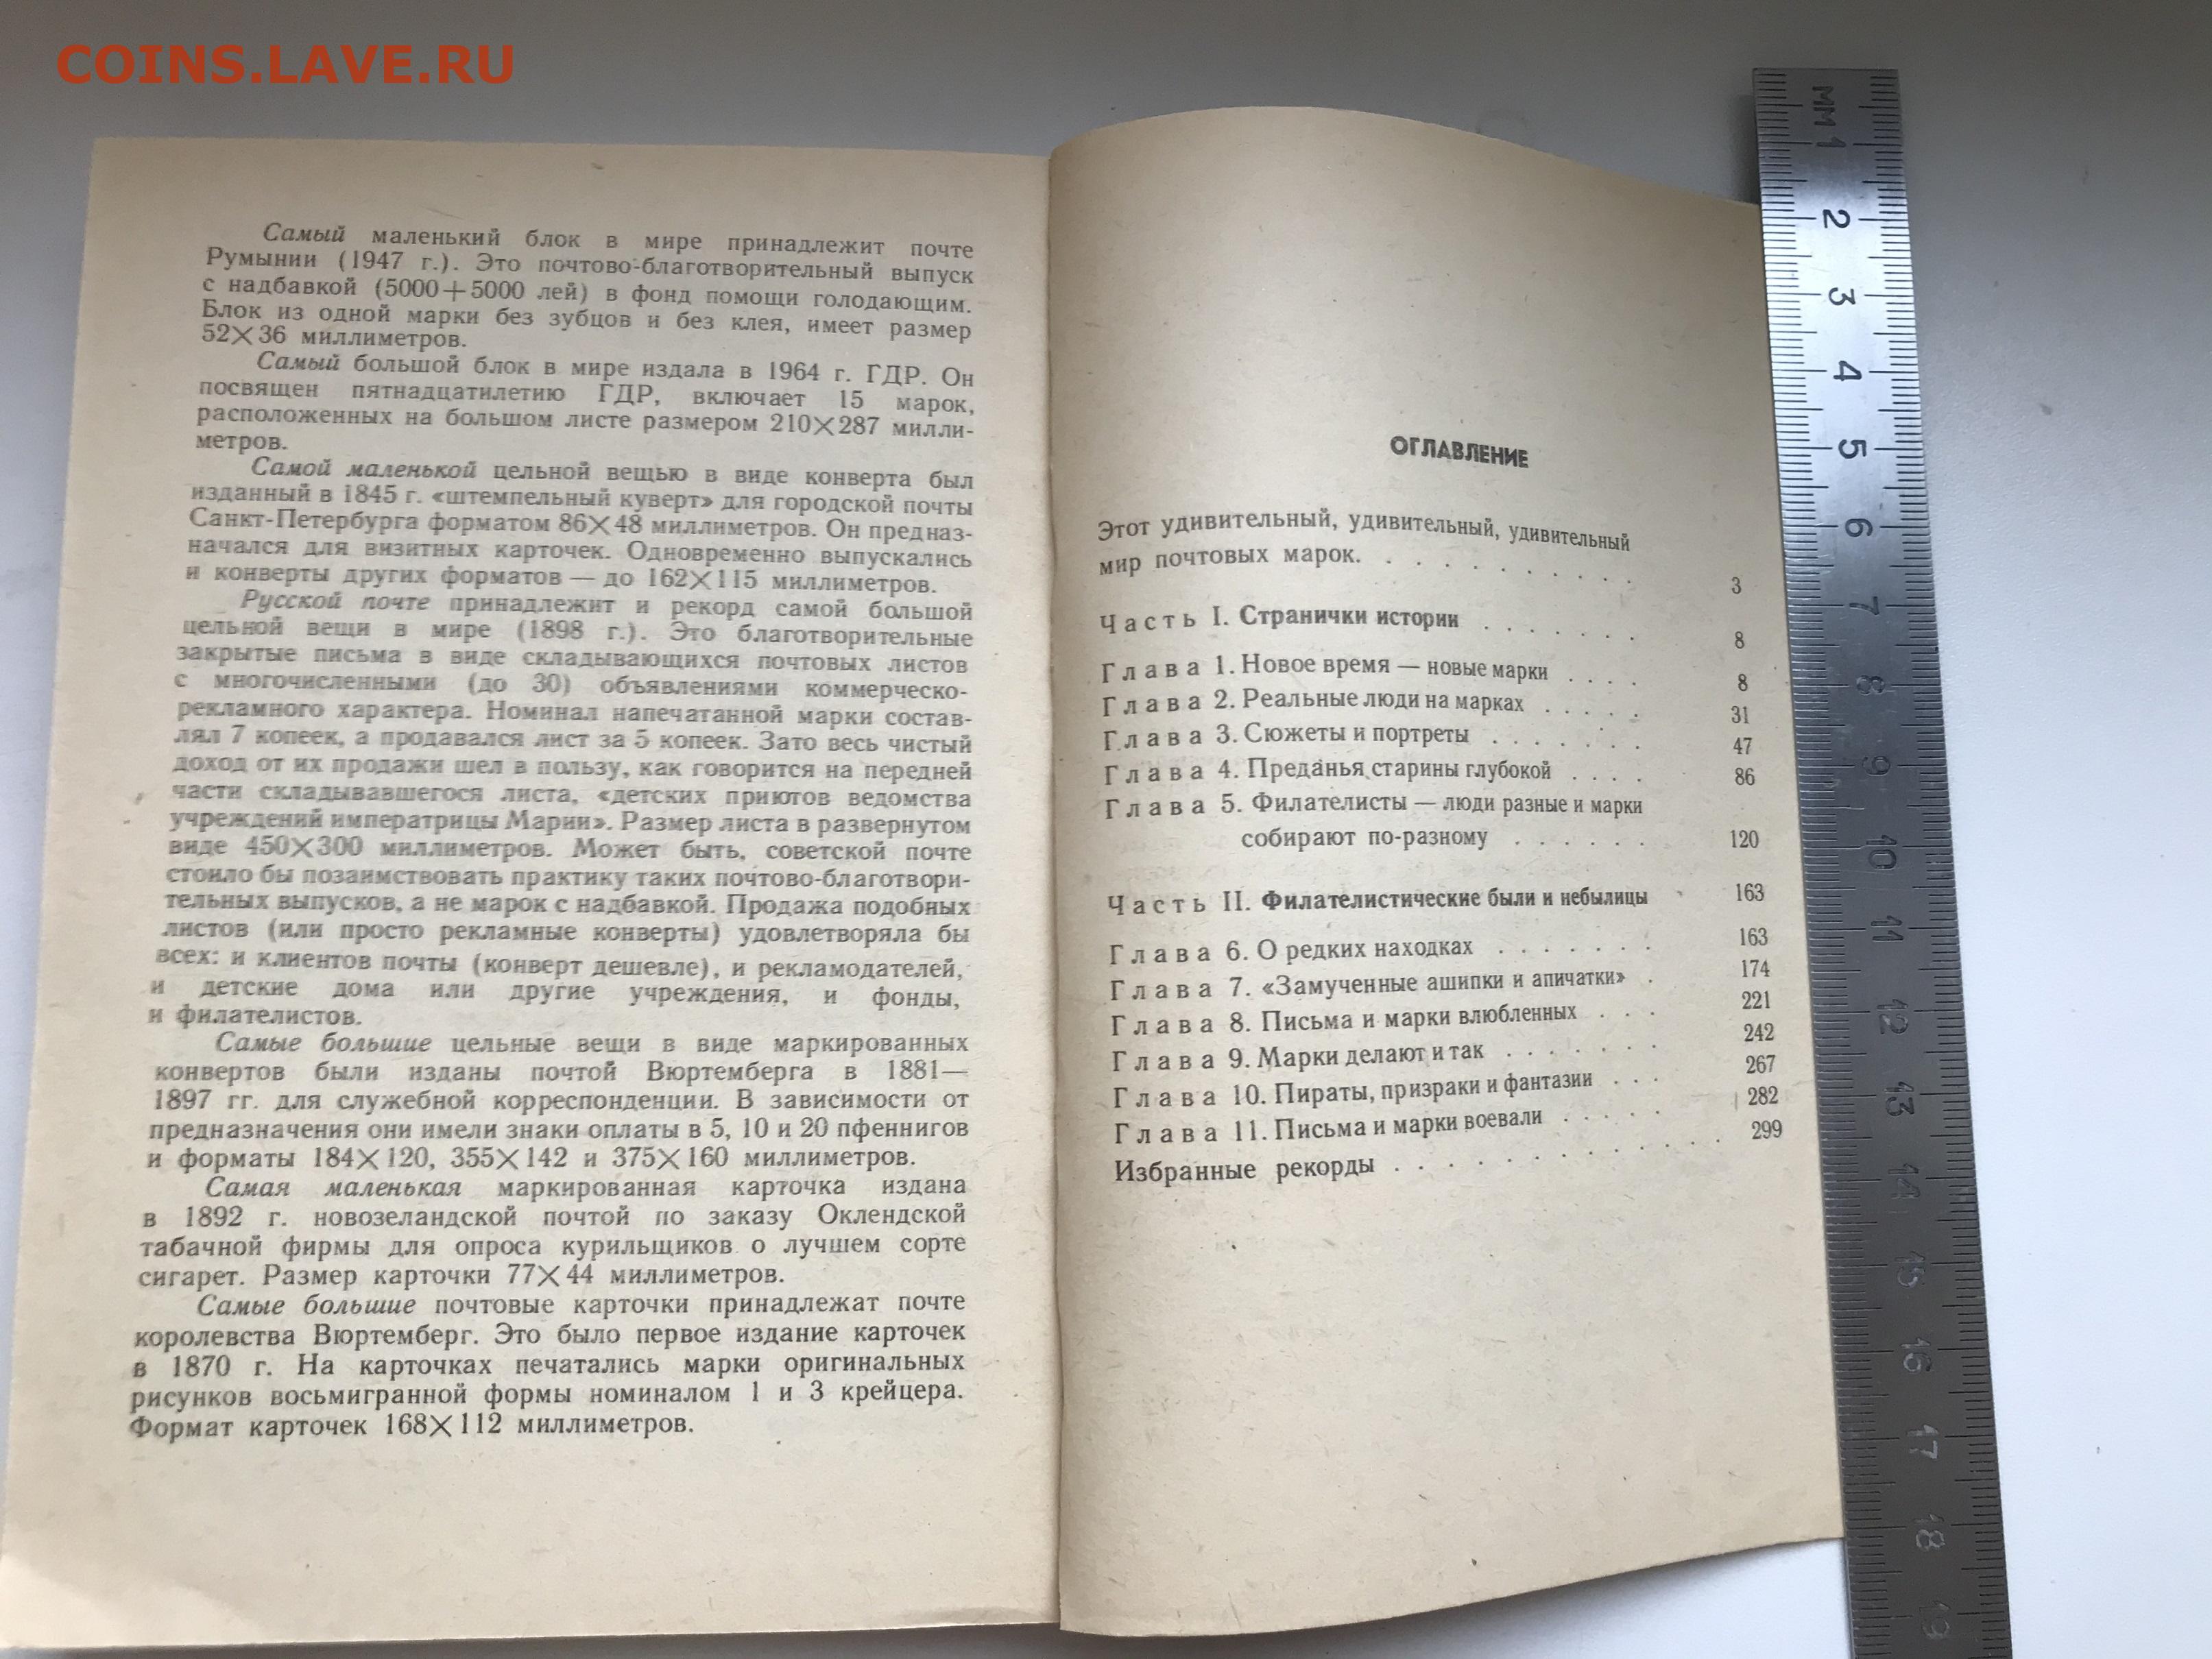 COINS.LAVE.RU
Самый маленький блок в мире принадлежит почте
Румынии (1947 г.). Это почтово-благотворительный выпуск
с надбавкой (5000+5000 лей) в фонд помощи голодающим.
Блок из одной марки без зубцов и без клея, имеет размер
52×36 миллиметров.
Самый большой блок в мире издала в 1964 г. ГДР. Он
посвящен пятнадцатилетию ГДР, включает 15 марок,
расположенных на большом листе размером 210×287 милли-
метров.
Самой маленькой цельной вещью в виде конверта был
изданный в 1845 г. «штемпельный куверт» для городской почты
Санкт-Петербурга форматом 86×48 миллиметров. Он предназ-
начался для визитных карточек. Одновременно выпускались
и конверты других форматов — до 162×115 миллиметров.
Русской почте принадлежит и рекорд самой большой
цельной вещи в мире (1898 г.). Это благотворительные
закрытые письма в виде складывающихся почтовых листов
с многочисленными (до 30) объявлениями коммерческо-
рекламного характера. Номинал напечатанной марки состав-
лял 7 копеек, а продавался лист за 5 копеек. Зато весь чистый
доход от их продажи шел в пользу, как говорится на передней
части складывавшегося листа, «детских приютов ведомства
учреждений императрицы Марии». Размер листа в развернутом
виде 450×300 миллиметров. Может быть, советской почте
стоило бы позаимствовать практику таких почтово-благотвори-
тельных выпусков, а не марок с надбавкой. Продажа подобных
листов (или просто рекламные конверты) удовлетворяла бы
всех: и клиентов почты (конверт дешевле), и рекламодателей,
и детские дома или другие учреждения, и фонды,
и филателистов.
Самые большие цельные вещи в виде маркированных
конвертов были изданы почтой Вюртемберга в 1881—
1897 гг. для служебной корреспонденции. В зависимости от
предназначения они имели знаки оплаты в 5, 10 и 20 пфеннигов
и форматы 184×120, 355×142 и 375×160 миллиметров.
Самая маленькая маркированная карточка издана
в 1892 г. новозеландской почтой по заказу Оклендской
табачной фирмы для опроса курильщиков о лучшем сорте
сигарет. Размер карточки 77×44 миллиметров.
Самые большие почтовые карточки принадлежат почте
королевства Вюртемберг. Это было первое издание карточек
в 1870 г. На карточках печатались марки оригинальных
рисунков восьмигранной формы номиналом 1 и 3 крейцера.
Формат карточек 168×112 миллиметров.
ОГЛАВЛЕНИЕ
Этот удивительный, удивительный, удивительный
мир почтовых марок. . . . . . . . . . . 3
Часть I. Странички истории . . . . . . . 8
Глава 1. Новое время — новые марки . . . . 8
Глава 2. Реальные люди на марках . . . . . 31
Глава 3. Сюжеты и портреты . . . . . . . 47
Глава 4. Преданья старины глубокой . . . . 86
Глава 5. Филателисты — люди разные и марки
собирают по-разному . . . . . . 120
Часть II. Филателистические были и небылицы 163
Глава 6. О редких находках . . . . . . . 163
Глава 7. «Замученные ашипки и апичатки» . 174
Глава 8. Письма и марки влюбленных . . . 221
Глава 9. Марки делают и так . . . . . . . 242
Глава 10. Пираты, призраки и фантазии . . . 267
Глава 11. Письма и марки воевали . . . . . 282
Избранные рекорды . . . . . . . . . . . . 299
мм 1 2 3 4 5 6 7 8 9 10 11 12 13 14 15 16 17 18 19